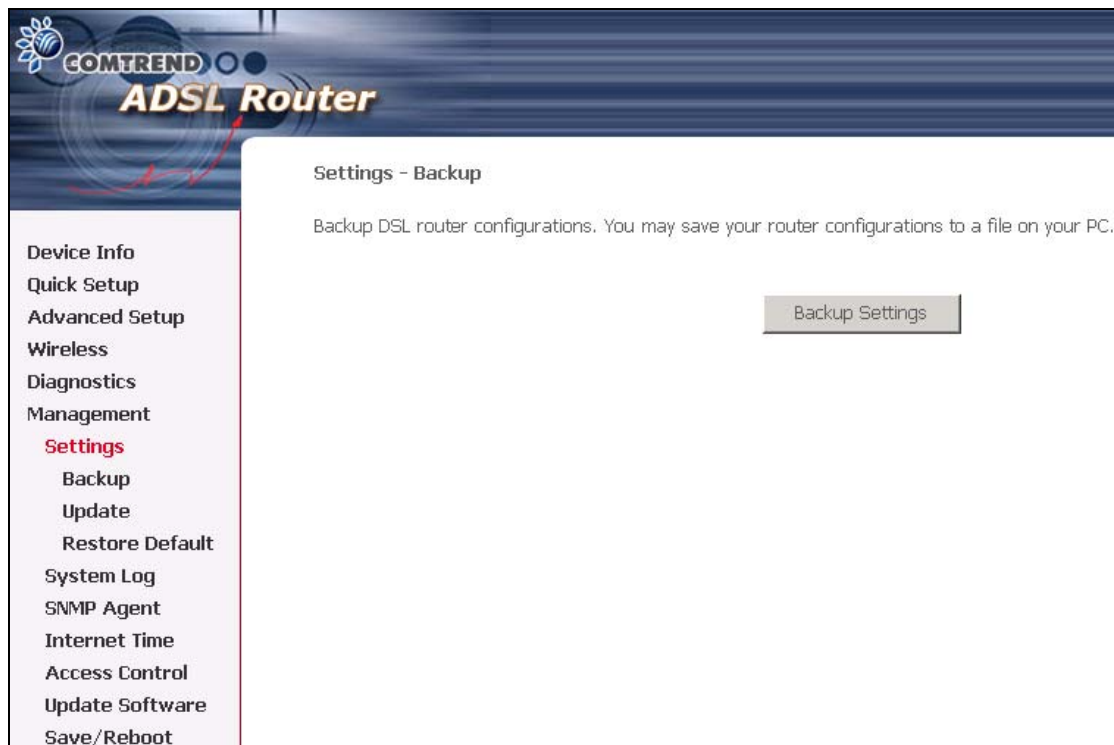 COMTREND
ADSL Router
Settings - Backup
Backup DSL router configurations. You may save your router configurations to a file on your PC.
Backup Settings
Device Info
Quick Setup
Advanced Setup
Wireless
Diagnostics
Management
Settings
Backup
Update
Restore Default
System Log
SNMP Agent
Internet Time
Access Control
Update Software
Save/Reboot